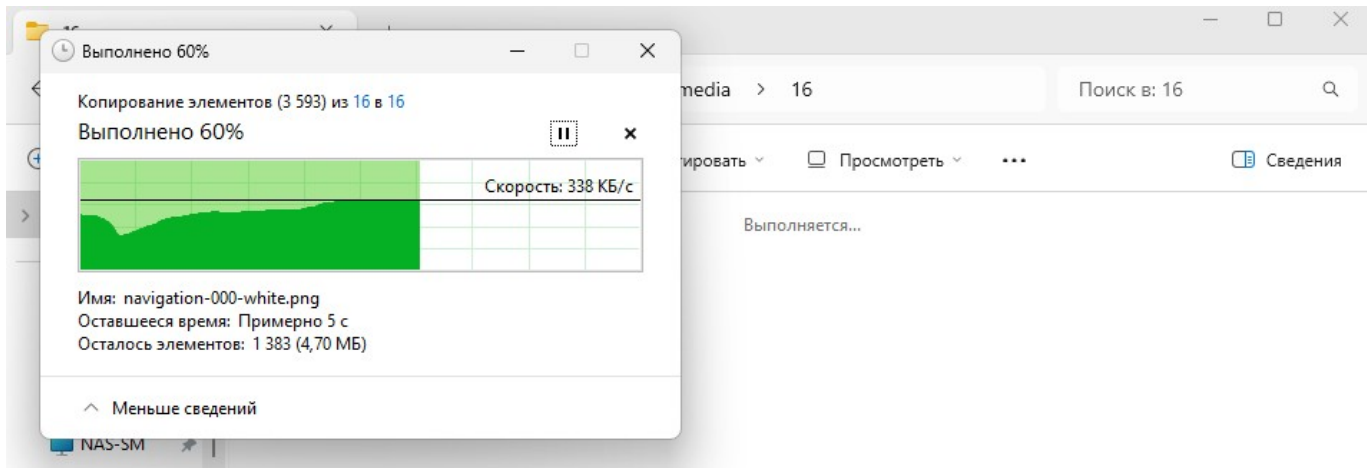 Выполнено 60%
Копирование элементов (3 593) из 16 в 16
Выполнено 60%
Скорость: 338 КБ/с
Имя: navigation-000-white.png
Оставшееся время: Примерно 5 с
Осталось элементов: 1 383 (4,70 МБ)
Меньше сведений
16
Поиск в: 16
Просмотреть
Сведения
Выполняется...
NAS-SM